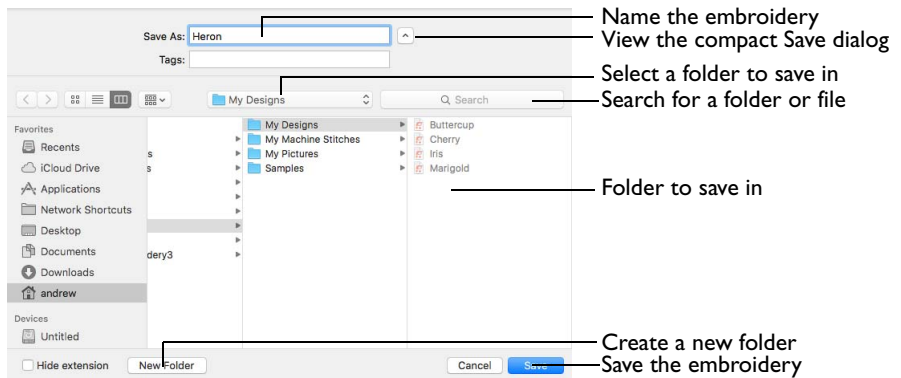 Name the embroidery
Save As: Heron
View the compact Save dialog
Tags:
Select a folder to save in
My Designs
Search
Search for a folder or file
Favorites
My Designs
Buttercup
Recents
s
My Machine Stitches
Cherry
My Pictures
Iris
iCloud Drive
s
Samples
Marigold
Applications
Folder to save in
Network Shortcuts
Desktop
Documents
dery3
Downloads
andrew
Devices
Untitled
Create a new folder
Hide extension
New Folder
Cancel
Save
Save the embroidery